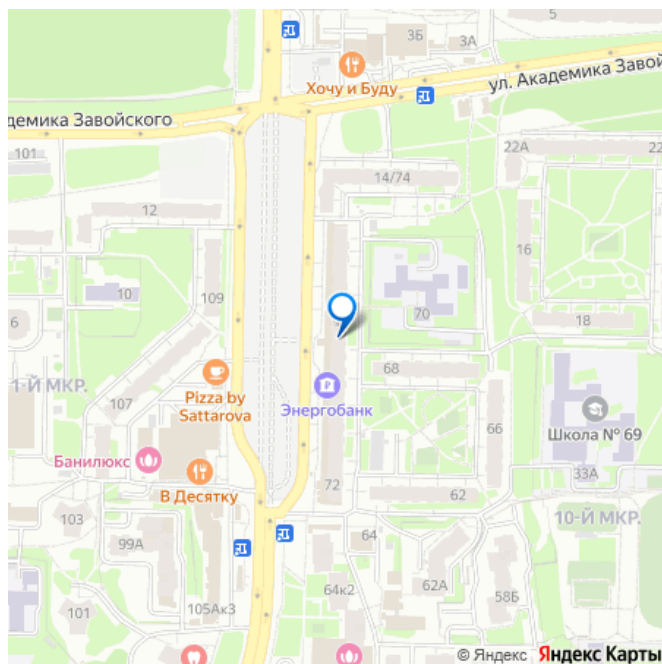 5
3Б
3А
Хочу и Буду
ул. Академика Завой
демика Завойского
101
22А
22
14/74
12
16
10
109
6
70
18
68
1-Й МКР.
Pizza by
Sattarova
Энергобанк
107
66
Школа № 69
Банилюкс
В Десятку
72
62
33А
103
99А
10-Й МКР.
64
62А
58Б
64к2
101
105Ак3
© Яндекс Яндекс Карты